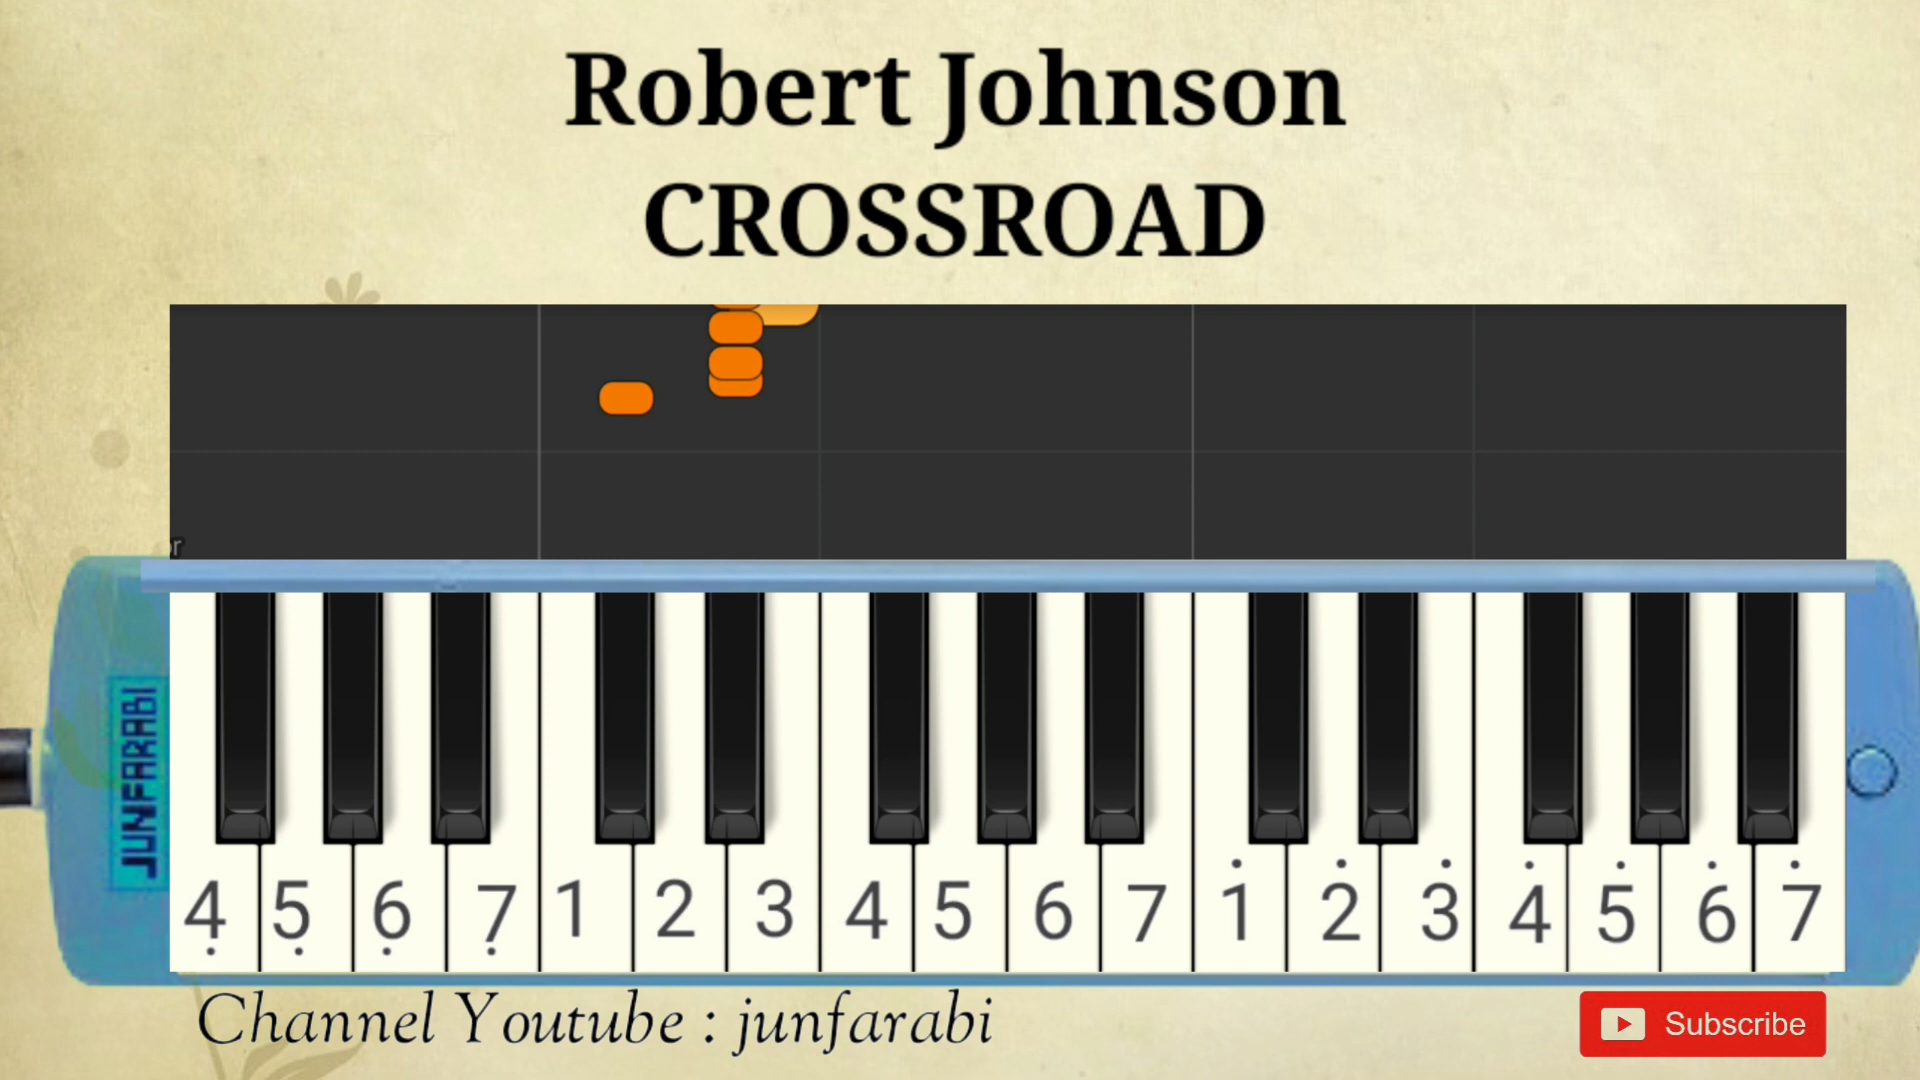 Robert Johnson
CROSSROAD
r
JUNFARABI
4̣ 5̣ 6̣ 7̣ 1 2 3 4 5 6 7 1̇ 2̇ 3̇ 4̇ 5̇ 6̇ 7̇
Channel Youtube : junfarabi
Subscribe